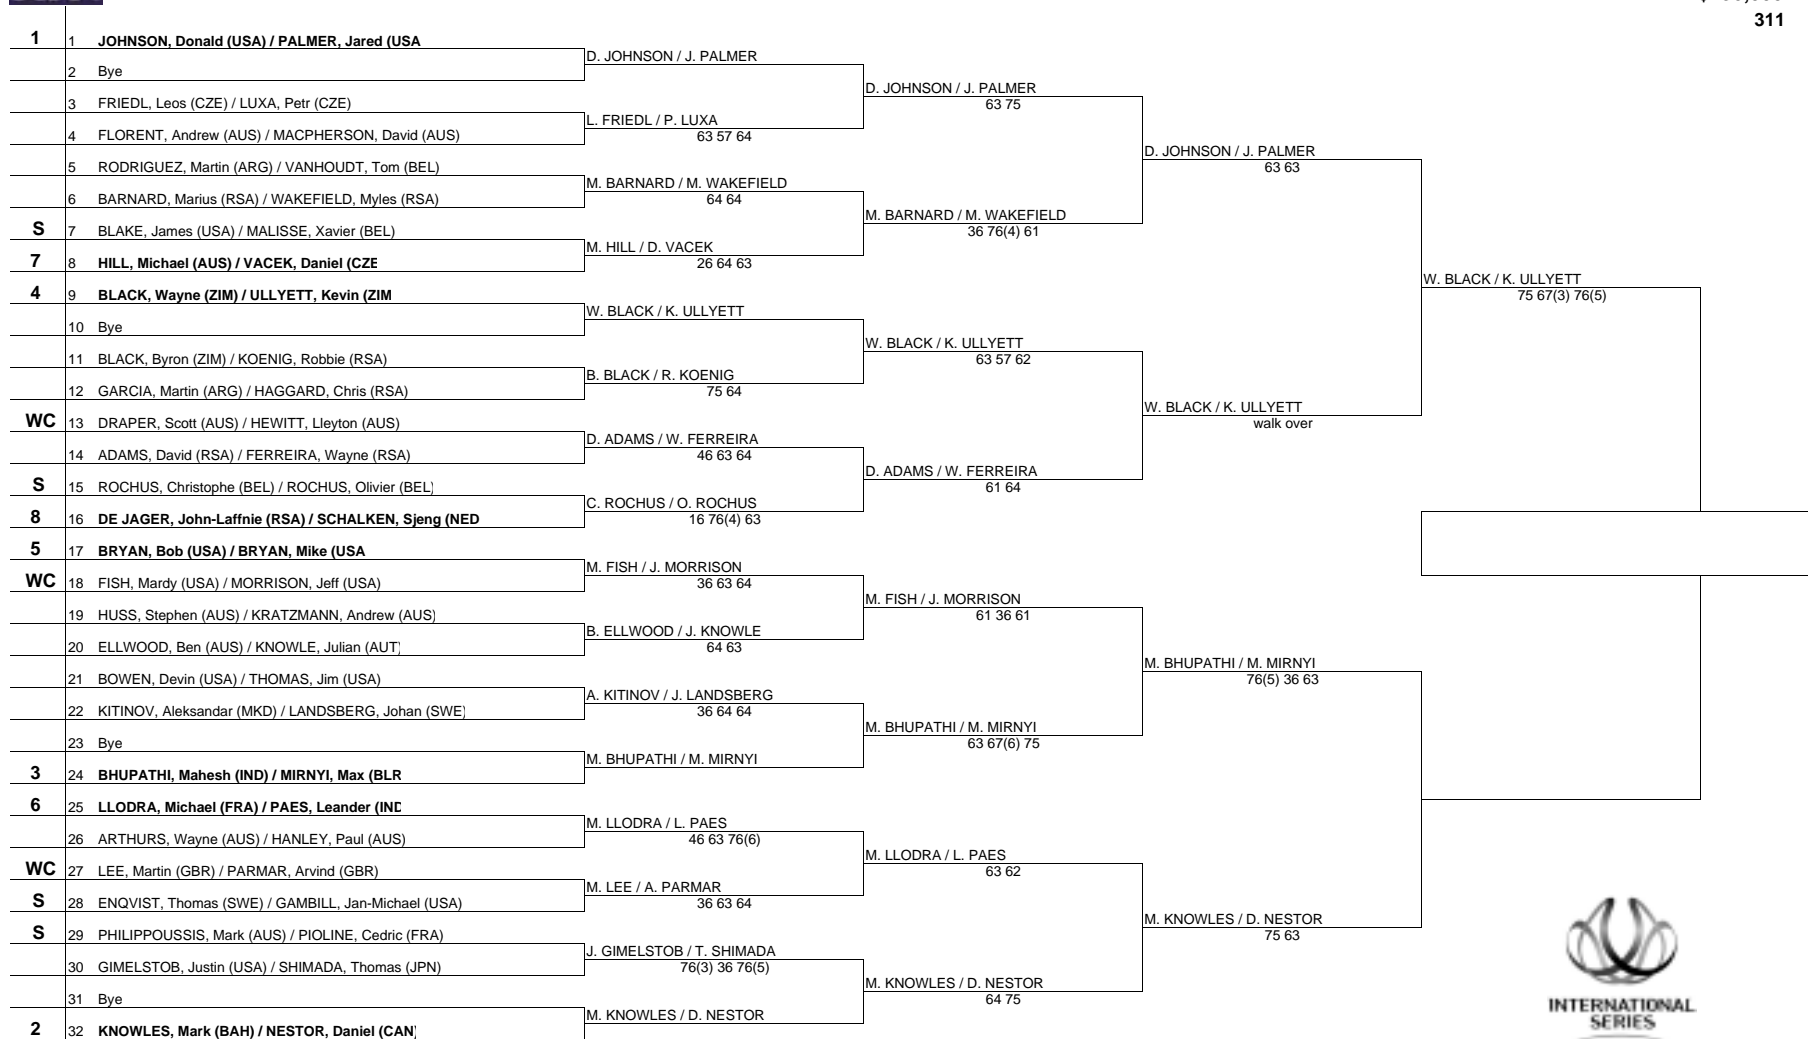 311
1 1 JOHNSON, Donald (USA) / PALMER, Jared (USA
2 Bye
3 FRIEDL, Leos (CZE) / LUXA, Petr (CZE)
4 FLORENT, Andrew (AUS) / MACPHERSON, David (AUS)
5 RODRIGUEZ, Martin (ARG) / VANHOUDT, Tom (BEL)
6 BARNARD, Marius (RSA) / WAKEFIELD, Myles (RSA)
S 7 BLAKE, James (USA) / MALISSE, Xavier (BEL)
7 8 HILL, Michael (AUS) / VACEK, Daniel (CZE
4 9 BLACK, Wayne (ZIM) / ULLYETT, Kevin (ZIM
10 Bye
11 BLACK, Byron (ZIM) / KOENIG, Robbie (RSA)
12 GARCIA, Martin (ARG) / HAGGARD, Chris (RSA)
WC 13 DRAPER, Scott (AUS) / HEWITT, Lleyton (AUS)
14 ADAMS, David (RSA) / FERREIRA, Wayne (RSA)
S 15 ROCHUS, Christophe (BEL) / ROCHUS, Olivier (BEL)
8 16 DE JAGER, John-Laffnie (RSA) / SCHALKEN, Sjeng (NED
5 17 BRYAN, Bob (USA) / BRYAN, Mike (USA
WC 18 FISH, Mardy (USA) / MORRISON, Jeff (USA)
19 HUSS, Stephen (AUS) / KRATZMANN, Andrew (AUS)
20 ELLWOOD, Ben (AUS) / KNOWLE, Julian (AUT)
21 BOWEN, Devin (USA) / THOMAS, Jim (USA)
22 KITINOV, Aleksandar (MKD) / LANDSBERG, Johan (SWE)
23 Bye
3 24 BHUPATHI, Mahesh (IND) / MIRNYI, Max (BLR
6 25 LLODRA, Michael (FRA) / PAES, Leander (IND
26 ARTHURS, Wayne (AUS) / HANLEY, Paul (AUS)
WC 27 LEE, Martin (GBR) / PARMAR, Arvind (GBR)
S 28 ENQVIST, Thomas (SWE) / GAMBILL, Jan-Michael (USA)
S 29 PHILIPPOUSSIS, Mark (AUS) / PIOLINE, Cedric (FRA)
30 GIMELSTOB, Justin (USA) / SHIMADA, Thomas (JPN)
31 Bye
2 32 KNOWLES, Mark (BAH) / NESTOR, Daniel (CAN)
D. JOHNSON / J. PALMER
L. FRIEDL / P. LUXA
63 57 64
M. BARNARD / M. WAKEFIELD
64 64
M. HILL / D. VACEK
26 64 63
W. BLACK / K. ULLYETT
B. BLACK / R. KOENIG
75 64
D. ADAMS / W. FERREIRA
46 63 64
C. ROCHUS / O. ROCHUS
16 76(4) 63
M. FISH / J. MORRISON
36 63 64
B. ELLWOOD / J. KNOWLE
64 63
A. KITINOV / J. LANDSBERG
36 64 64
M. BHUPATHI / M. MIRNYI
M. LLODRA / L. PAES
46 63 76(6)
M. LEE / A. PARMAR
36 63 64
J. GIMELSTOB / T. SHIMADA
76(3) 36 76(5)
M. KNOWLES / D. NESTOR
D. JOHNSON / J. PALMER
63 75
M. BARNARD / M. WAKEFIELD
36 76(4) 61
W. BLACK / K. ULLYETT
63 57 62
D. ADAMS / W. FERREIRA
61 64
M. FISH / J. MORRISON
61 36 61
M. BHUPATHI / M. MIRNYI
63 67(6) 75
M. LLODRA / L. PAES
63 62
M. KNOWLES / D. NESTOR
64 75
D. JOHNSON / J. PALMER
63 63
W. BLACK / K. ULLYETT
walk over
M. BHUPATHI / M. MIRNYI
76(5) 36 63
M. KNOWLES / D. NESTOR
75 63
W. BLACK / K. ULLYETT
75 67(3) 76(5)
INTERNATIONAL
SERIES